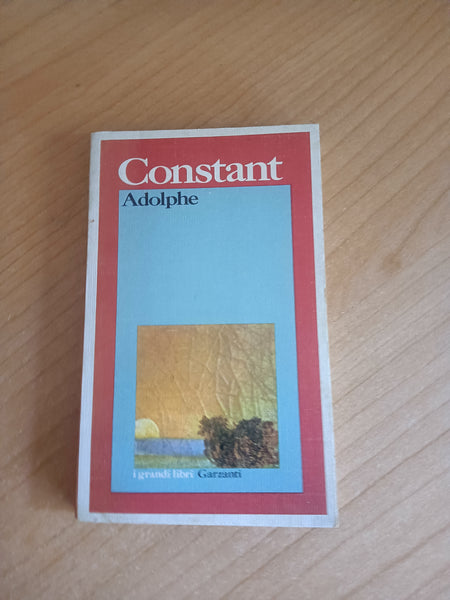 Constant
Adolphe
i grandi libri Garzanti